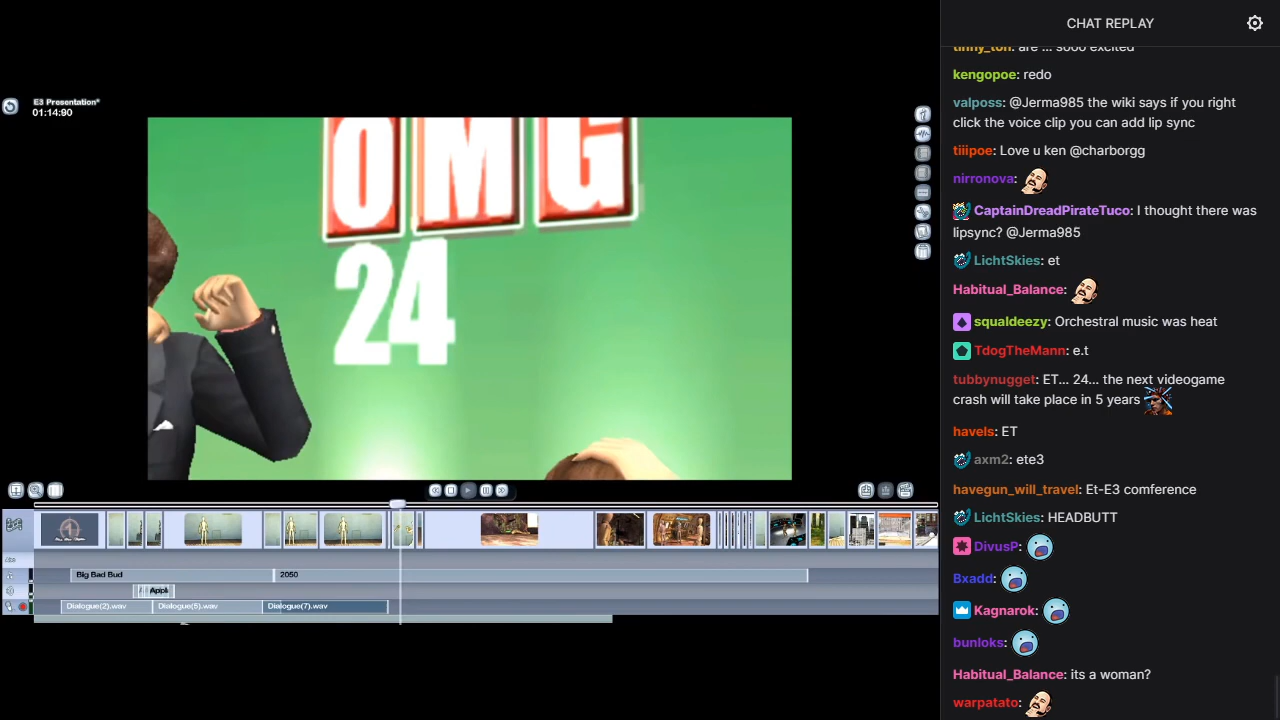 CHAT REPLAY
tinny_ton: are ... sooo excited
kengopoe: redo
valposs: @Jerma985 the wiki says if you right
click the voice clip you can add lip sync
tiiipoe: Love u ken @charborgg
nirronova:
CaptainDreadPirateTuco: I thought there was
lipsync? @Jerma985
LichtSkies: et
Habitual_Balance:
squaldeezy: Orchestral music was heat
TdogTheMann: e.t
tubbynugget: ET... 24... the next videogame
crash will take place in 5 years
havels: ET
axm2: ete3
havegun_will_travel: Et-E3 conference
LichtSkies: HEADBUTT
DivusP:
Bxadd:
Kagnarok:
bunloks:
Habitual_Balance: its a woman?
warpatato:
E3 Presentation*
01:14:90
OMG
24
Big Bad Bud
2050
Appl
Dialogue(2).wav
Dialogue(5).wav
Dialogue(7).wav